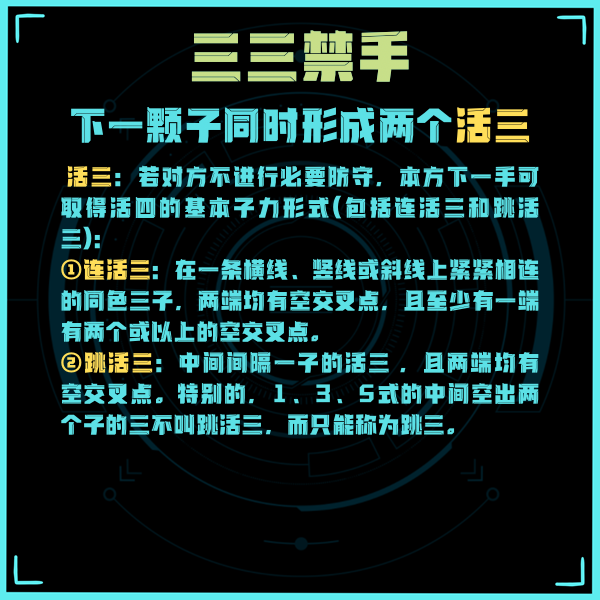 三三禁手
下一颗子同时形成两个活三
活三：若对方不进行必要防守，本方下一手可
取得活四的基本子力形式(包括连活三和跳活
三)：
①连活三：在一条横线、竖线或斜线上紧紧相连
的同色三子，两端均有空交叉点，且至少有一端
有两个或以上的空交叉点。
②跳活三：中间间隔一子的活三，且两端均有
空交叉点。特别的，1、3、5式的中间空出两
个子的三不叫跳活三，而只能称为跳三。